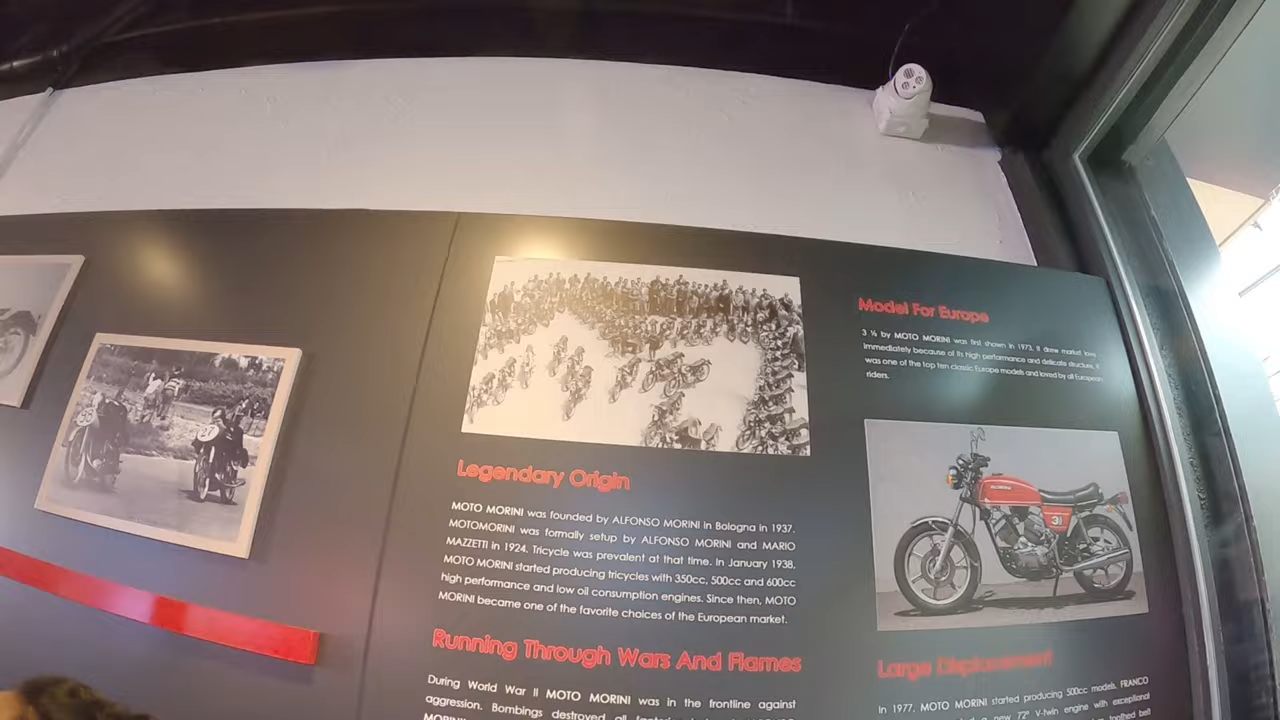 Legendary Origin
MOTO MORINI was founded by ALFONSO MORINI in Bologna in 1937.
MOTOMORINI was formally setup by ALFONSO MORINI and MARIO
MAZZETTI in 1924. Tricycle was prevalent at that time. In January 1938,
MOTO MORINI started producing tricycles with 350cc, 500cc and 600cc
high performance and low oil consumption engines. Since then, MOTO
MORINI became one of the favorite choices of the European market.
Running Through Wars And Flames
During World War II MOTO MORINI was in the frontline against
aggression. Bombings destroyed all
Model For Europe
3 ½ by MOTO MORINI was first shown in 1973. It drew market love
immediately because of its high performance and delicate structure, it
was one of the top ten classic Europe models and loved by all European
riders.
MORINI
3½
Large Displacement
In 1977, MOTO MORINI started producing 500cc models. FRANCO
a new 72° V-twin engine with exceptional
toothed belt